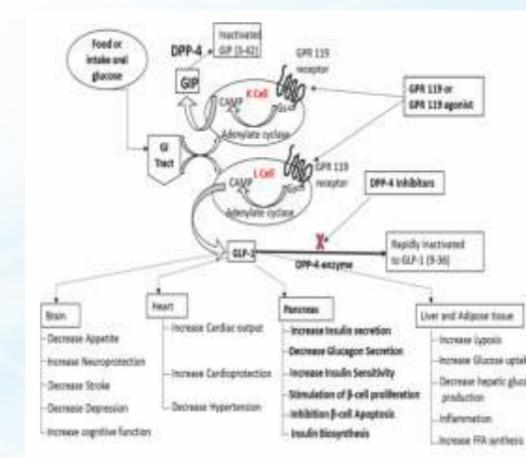 Food or
intake oral
glucose
DPP-4
Inactivated
GIP (3-42)
GIP
GPR 119
receptor
K Cell
CAMP
Gs
Adenylate cyclase
GPR 119 or
GPR 119 agonist
GI
Tract
L Cell
CAMP
Gs
GPR 119
receptor
Adenylate cyclase
DPP-4 Inhibitors
X
GLP-1
DPP-4 enzyme
Rapidly inactivated
to GLP-1 (9-36)
Brain
Decrease Appetite
Increase Neuroprotection
Decrease Stroke
Decrease Depression
Increase cognitive function
Heart
Increase Cardiac output
Increase Cardioprotection
Decrease Hypertension
Pancreas
Increase Insulin secretion
Decrease Glucagon Secretion
Increase Insulin Sensitivity
Stimulation of β-cell proliferation
Inhibition β-cell Apoptosis
Insulin Biosynthesis
Liver and Adipose tissue
Increase
Increase Glucose
Decrease hepatic
production
Inflammation
Increase FFA synthesis